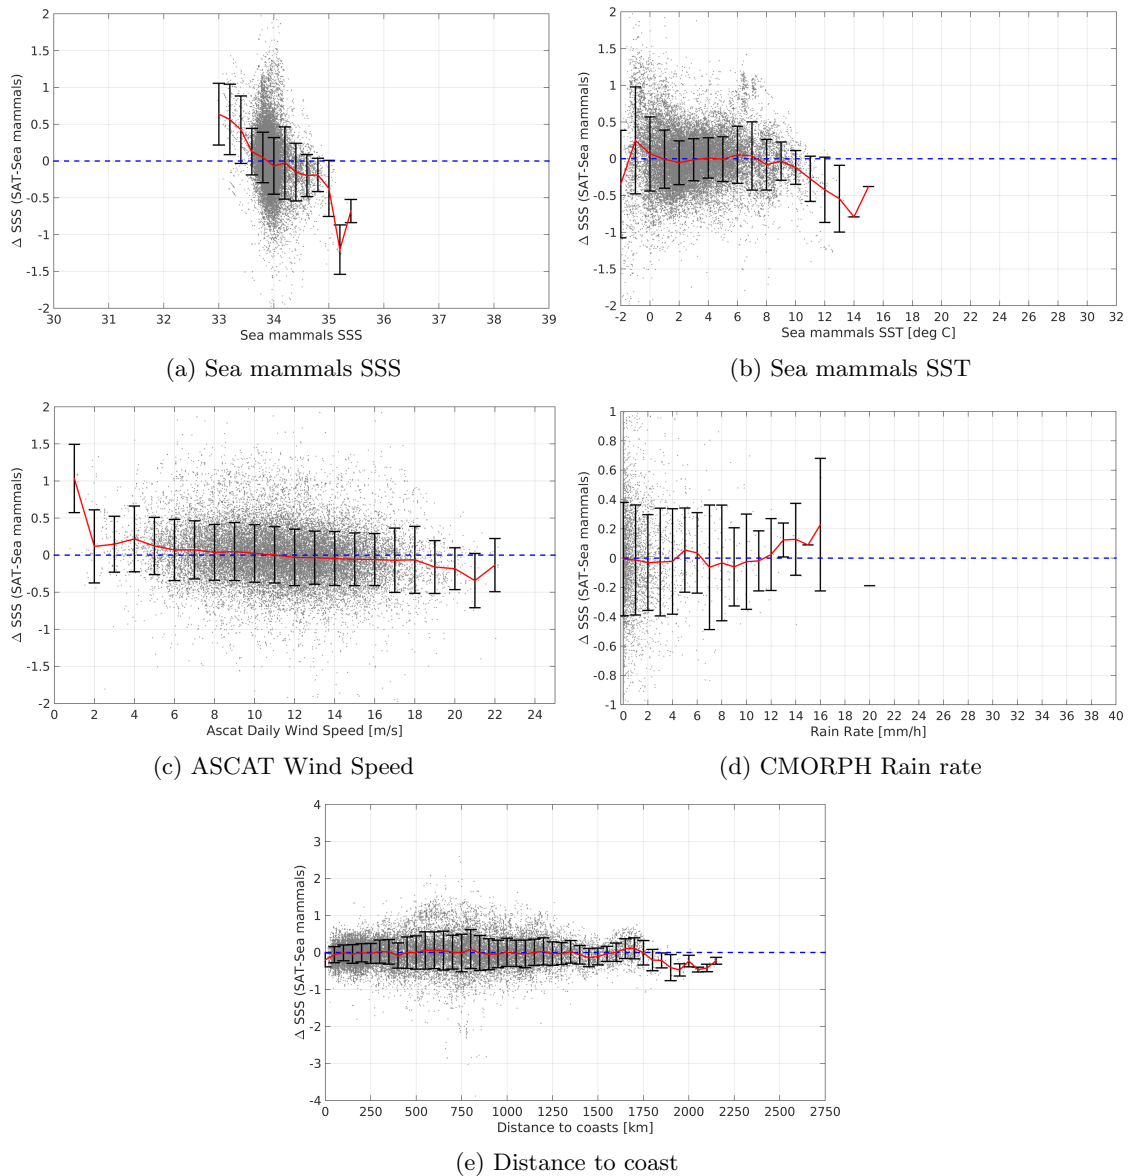 2
1.5
1
0.5
0
-0.5
-1
-1.5
-2
Δ SSS (SAT-Sea mammals)
30 31 32 33 34 35 36 37 38 39
Sea mammals SSS
(a) Sea mammals SSS
2
1.5
1
0.5
0
-0.5
-1
-1.5
-2
Δ SSS (SAT-Sea mammals)
-2 0 2 4 6 8 10 12 14 16 18 20 22 24 26 28 30 32
Sea mammals SST [deg C]
(b) Sea mammals SST
2
1.5
1
0.5
0
-0.5
-1
-1.5
-2
Δ SSS (SAT-Sea mammals)
0 2 4 6 8 10 12 14 16 18 20 22 24
Ascat Daily Wind Speed [m/s]
(c) ASCAT Wind Speed
1
0.8
0.6
0.4
0.2
0
-0.2
-0.4
-0.6
-0.8
-1
Δ SSS (SAT-Sea mammals)
0 2 4 6 8 10 12 14 16 18 20 22 24 26 28 30 32 34 36 38 40
Rain Rate [mm/h]
(d) CMORPH Rain rate
4
3
2
1
0
-1
-2
-3
-4
Δ SSS (SAT-Sea mammals)
0 250 500 750 1000 1250 1500 1750 2000 2250 2500 2750
Distance to coasts [km]
(e) Distance to coast